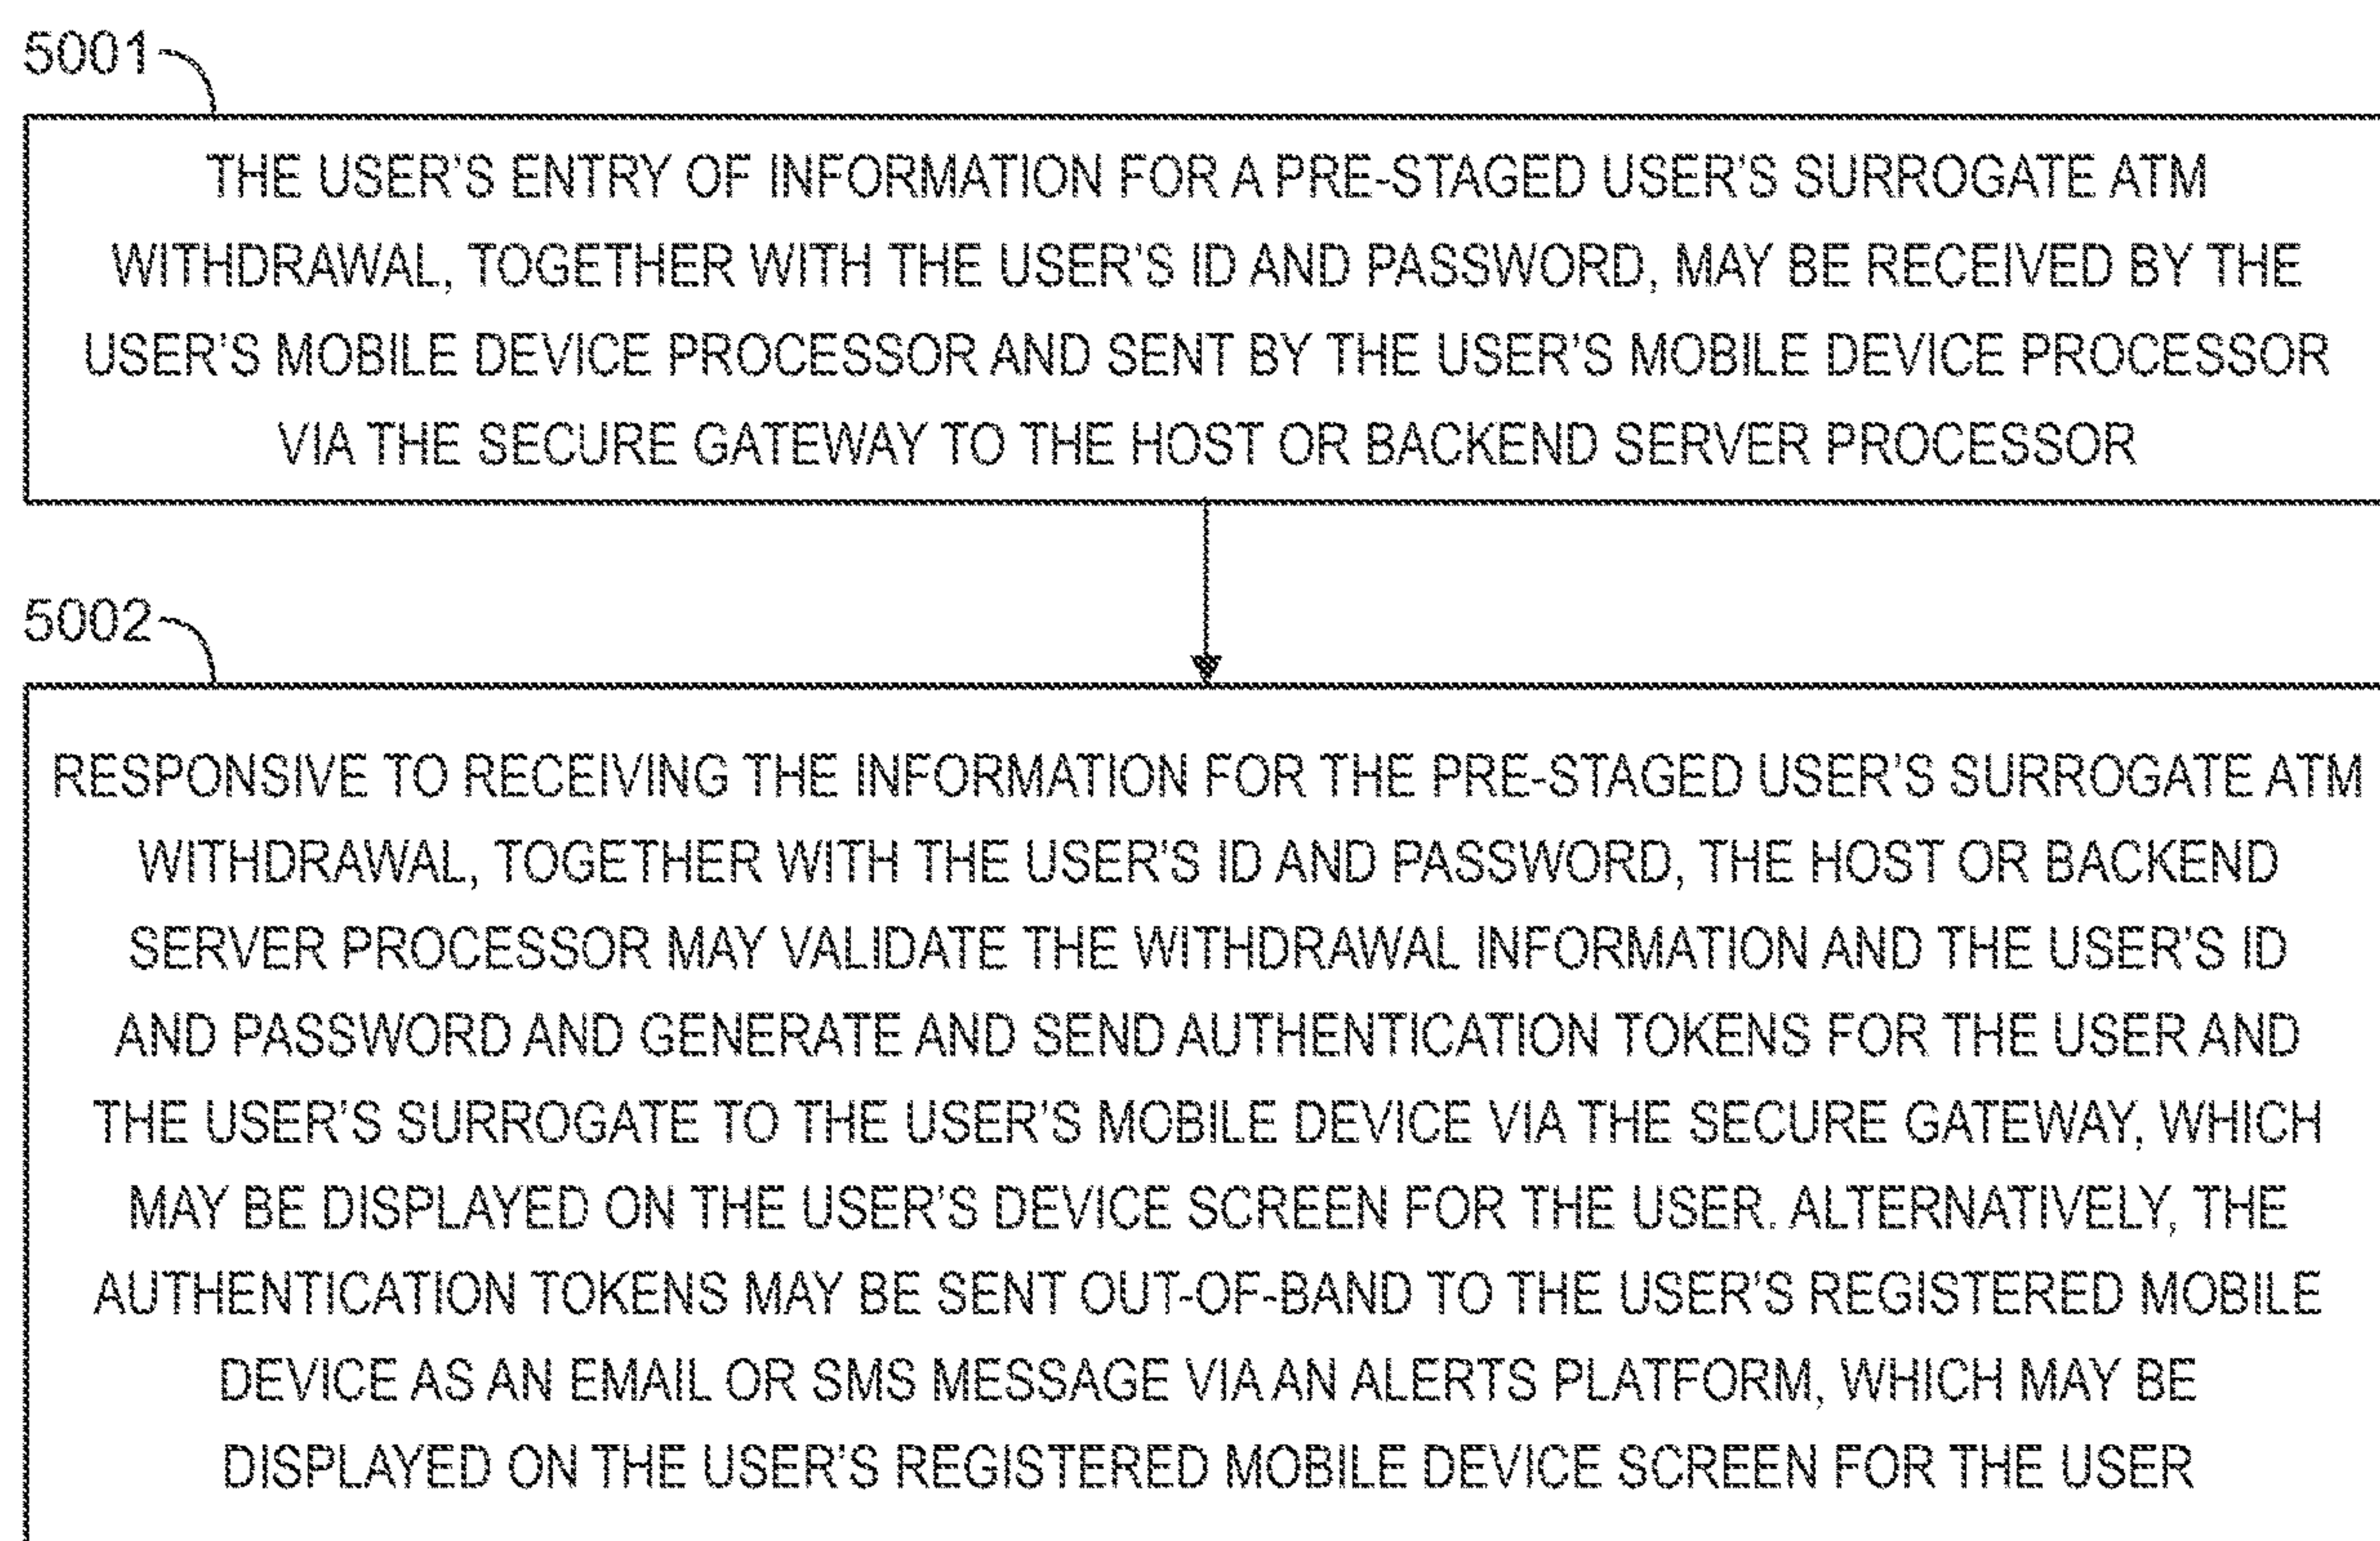 5001
THE USER'S ENTRY OF INFORMATION FOR A PRE-STAGED USER'S SURROGATE ATM
WITHDRAWAL, TOGETHER WITH THE USER'S ID AND PASSWORD, MAY BE RECEIVED BY THE
USER'S MOBILE DEVICE PROCESSOR AND SENT BY THE USER'S MOBILE DEVICE PROCESSOR
VIA THE SECURE GATEWAY TO THE HOST OR BACKEND SERVER PROCESSOR
5002
RESPONSIVE TO RECEIVING THE INFORMATION FOR THE PRE-STAGED USER'S SURROGATE ATM
WITHDRAWAL, TOGETHER WITH THE USER'S ID AND PASSWORD, THE HOST OR BACKEND
SERVER PROCESSOR MAY VALIDATE THE WITHDRAWAL INFORMATION AND THE USER'S ID
AND PASSWORD AND GENERATE AND SEND AUTHENTICATION TOKENS FOR THE USER AND
THE USER'S SURROGATE TO THE USER'S MOBILE DEVICE VIA THE SECURE GATEWAY, WHICH
MAY BE DISPLAYED ON THE USER'S DEVICE SCREEN FOR THE USER. ALTERNATIVELY, THE
AUTHENTICATION TOKENS MAY BE SENT OUT-OF-BAND TO THE USER'S REGISTERED MOBILE
DEVICE AS AN EMAIL OR SMS MESSAGE VIA AN ALERTS PLATFORM, WHICH MAY BE
DISPLAYED ON THE USER'S REGISTERED MOBILE DEVICE SCREEN FOR THE USER